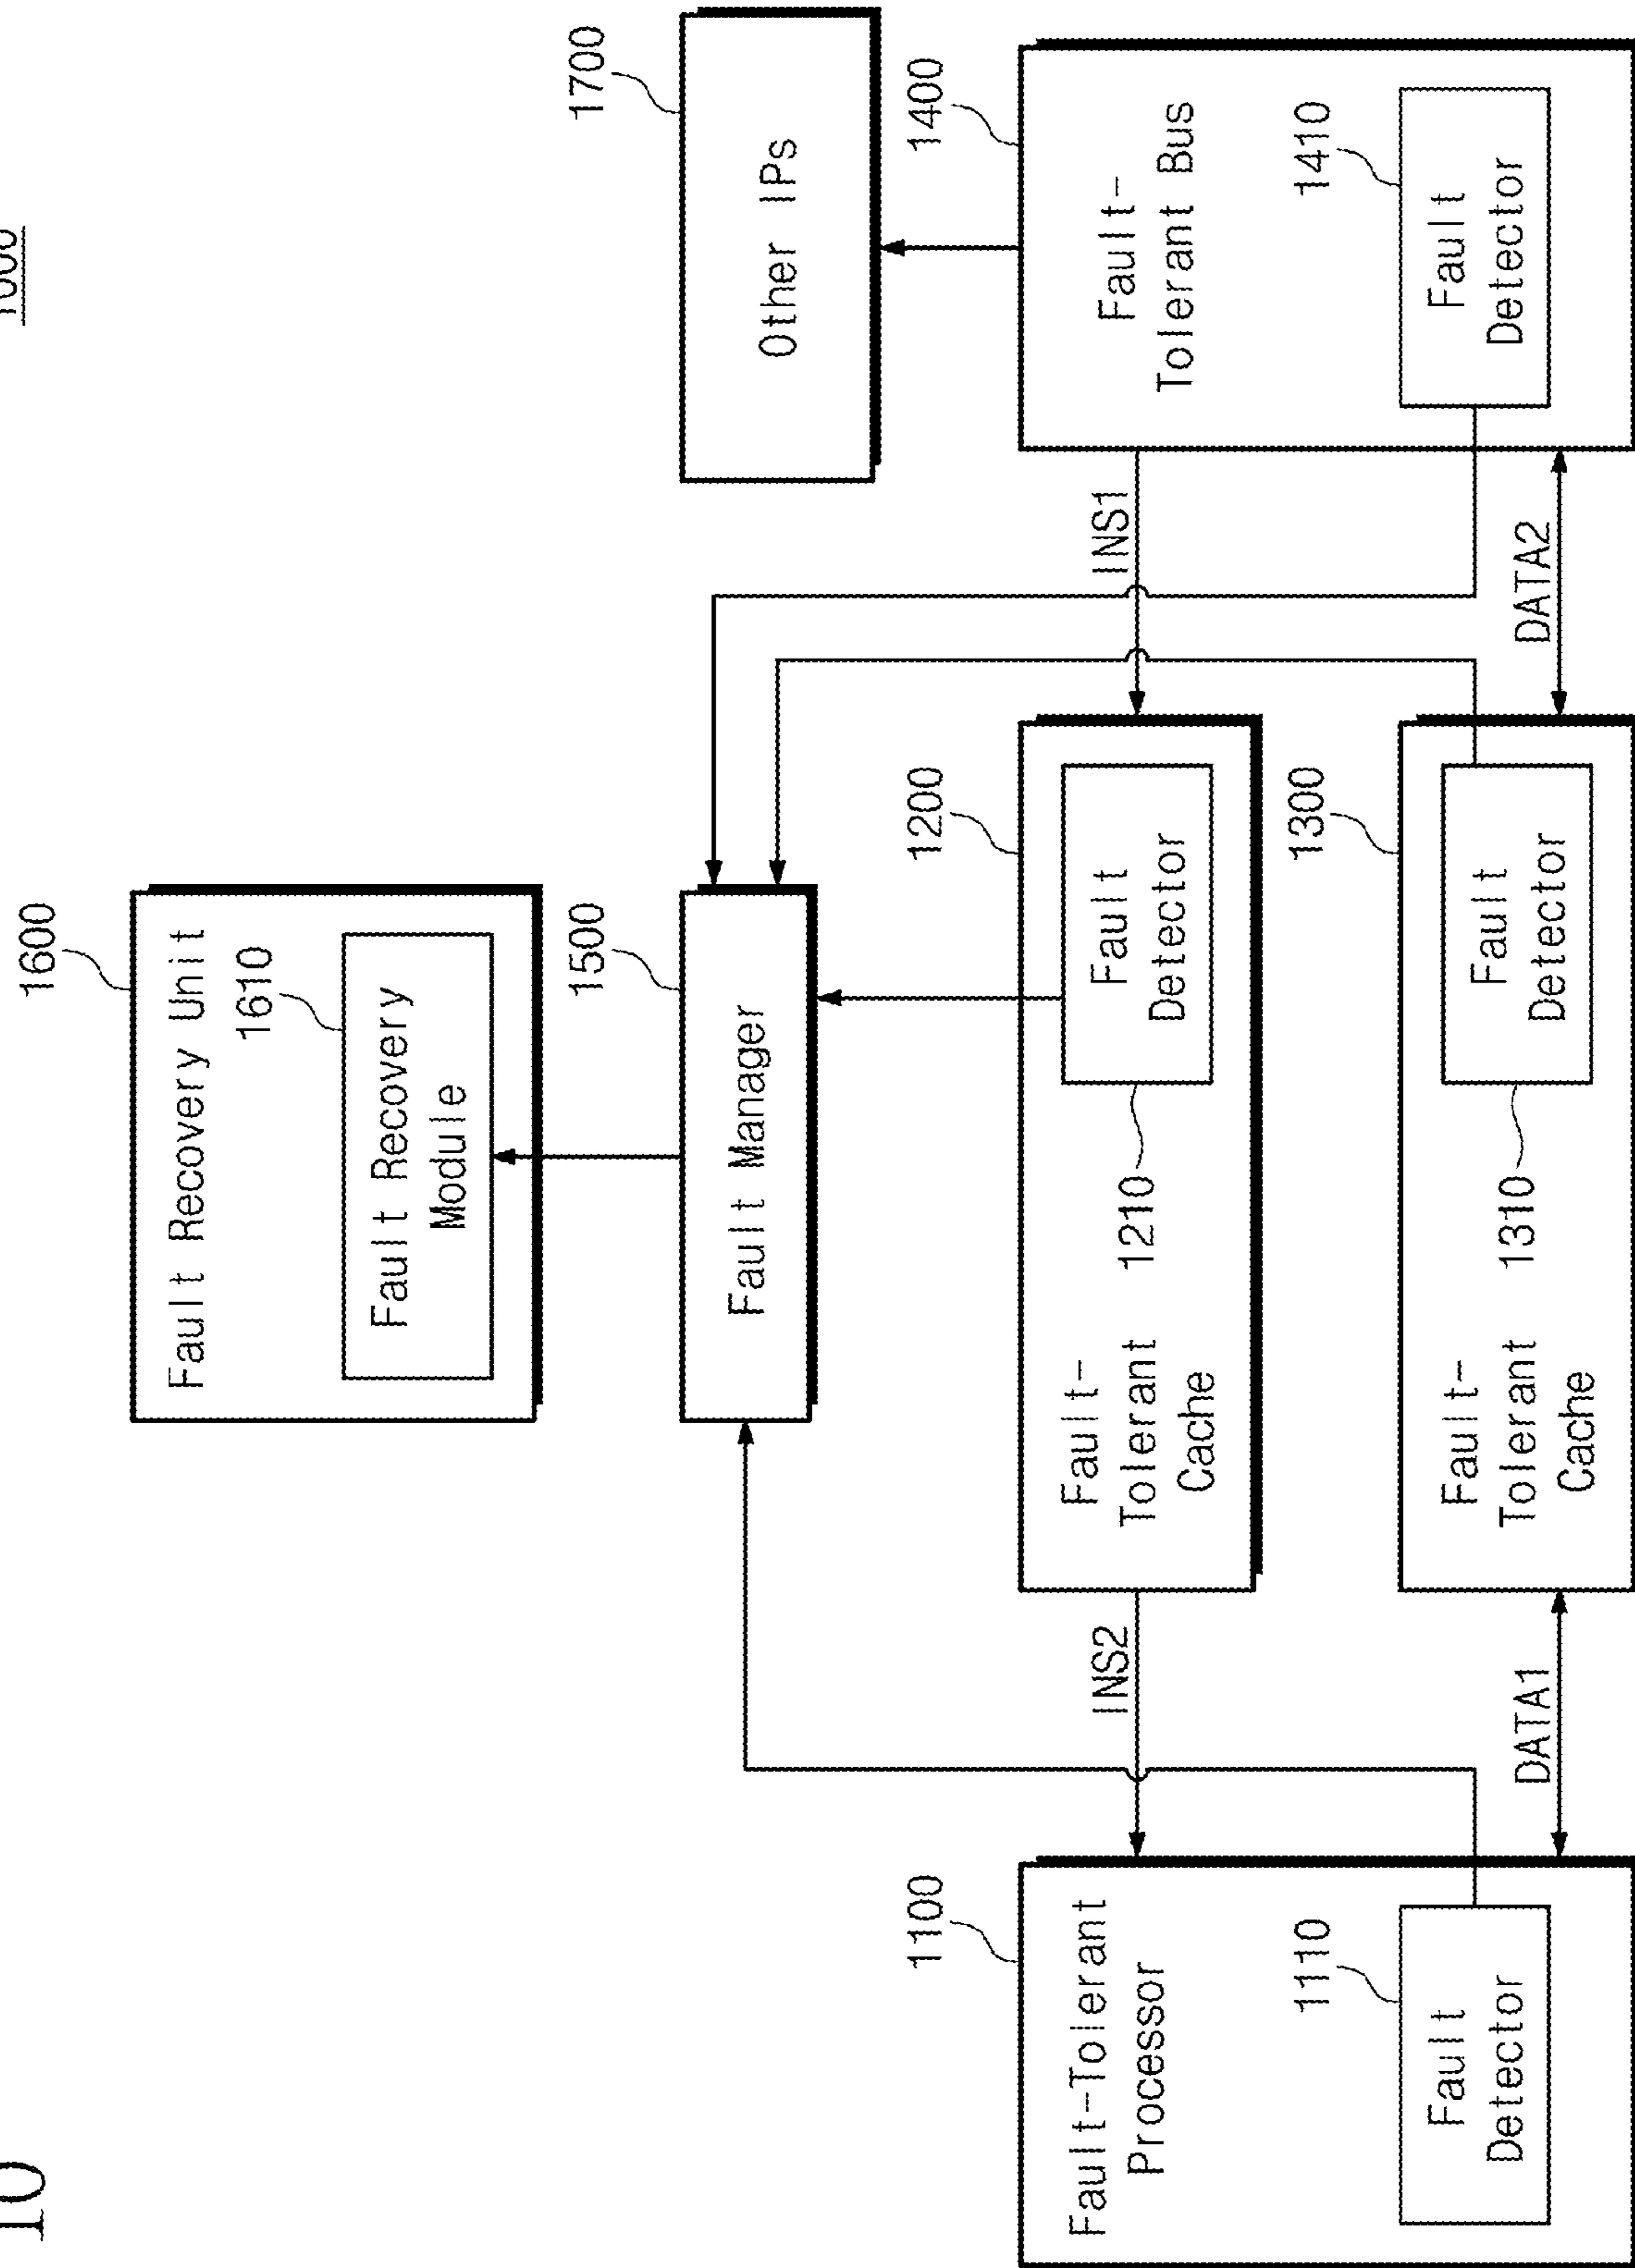 10
1000
1600
Fault Recovery Unit
1610
Fault Recovery
Module
1500
Fault Manager
1700
Other IPs
1100
Fault-Tolerant
Processor
1110
Fault
Detector
INS2
DATA1
1200
Fault-
Tolerant
Cache
1210
Fault
Detector
1300
Fault-
Tolerant
Cache
1310
Fault
Detector
INS1
DATA2
1400
Fault-
Tolerant Bus
1410
Fault
Detector